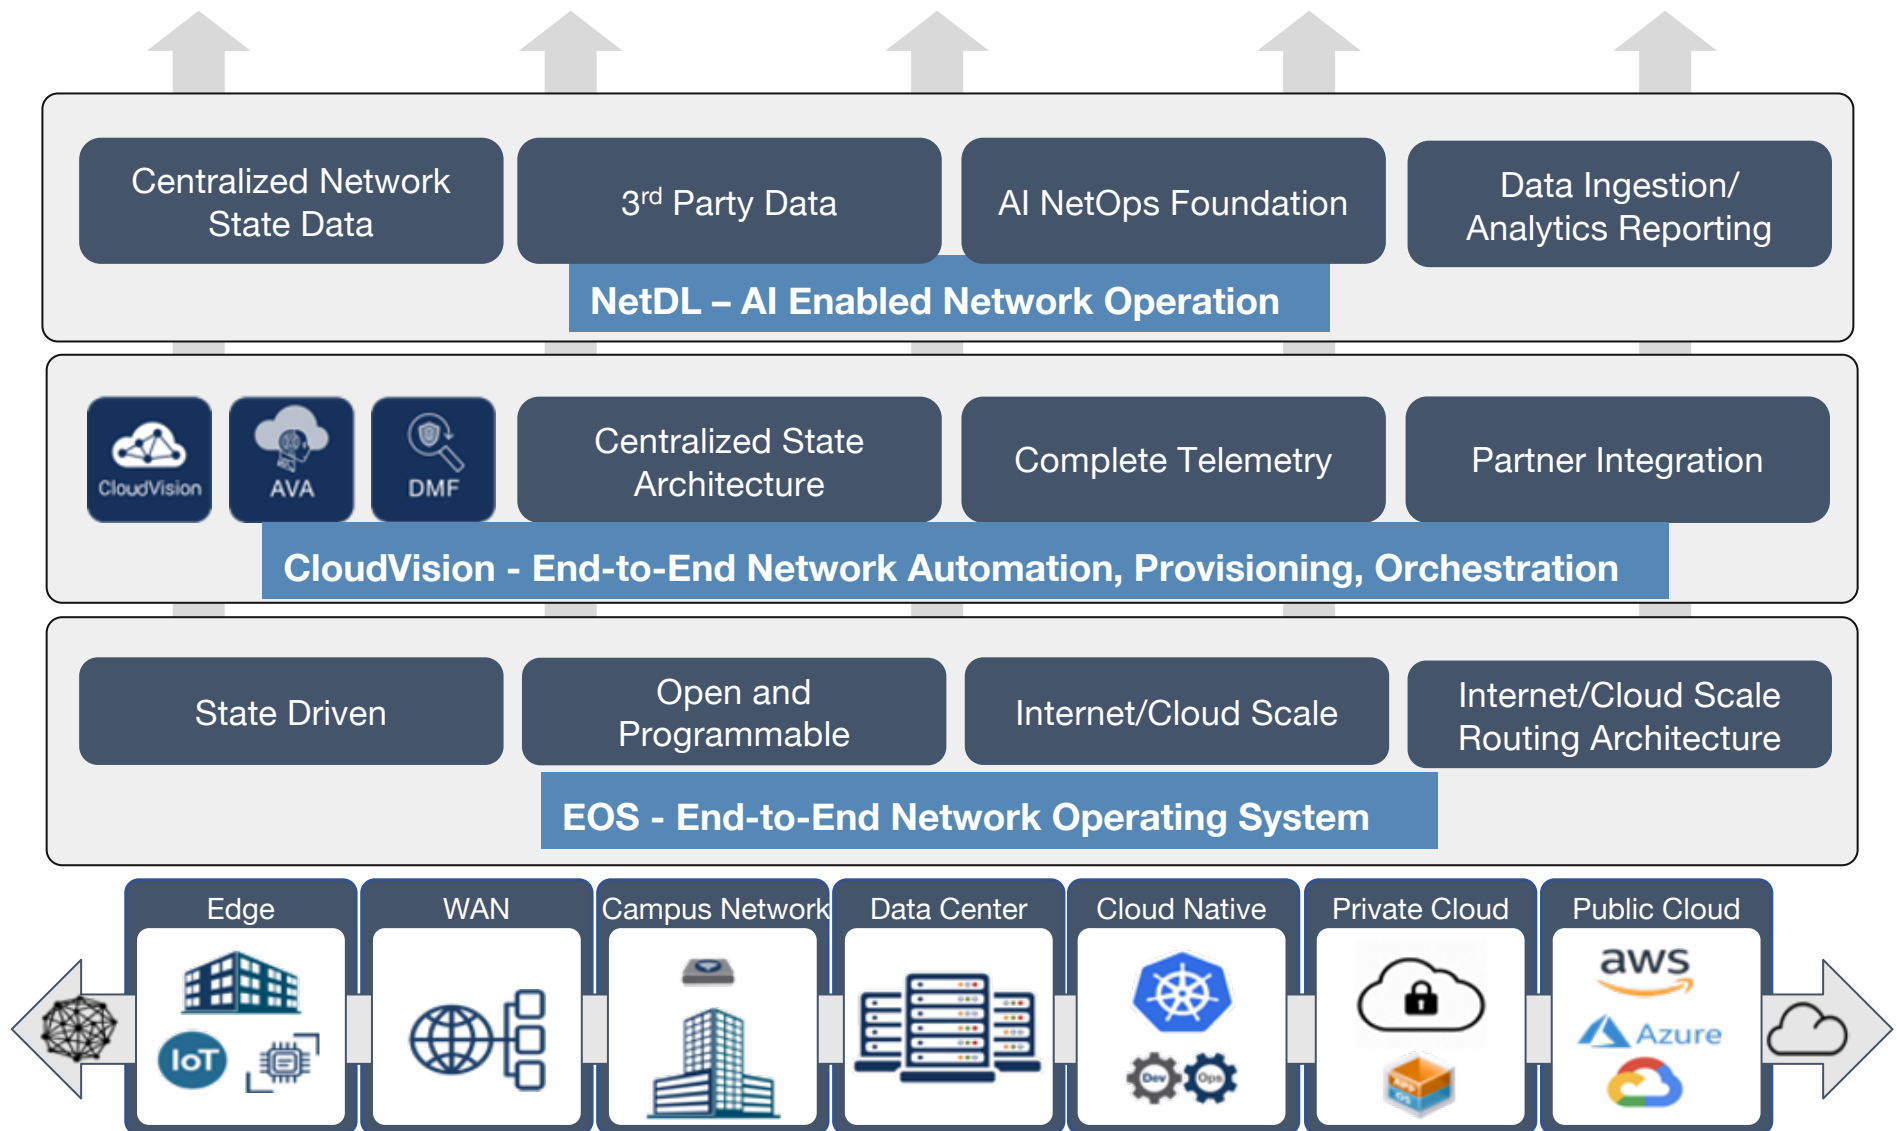 Centralized Network
State Data
3rd Party Data
AI NetOps Foundation
Data Ingestion/
Analytics Reporting
NetDL – AI Enabled Network Operation
CloudVision
AVA
DMF
Centralized State
Architecture
Complete Telemetry
Partner Integration
CloudVision - End-to-End Network Automation, Provisioning, Orchestration
State Driven
Open and
Programmable
Internet/Cloud Scale
Internet/Cloud Scale
Routing Architecture
EOS - End-to-End Network Operating System
Edge
WAN
Campus Network
Data Center
Cloud Native
Private Cloud
Public Cloud
IoT
Dev
Ops
APP
OS
aws
Azure